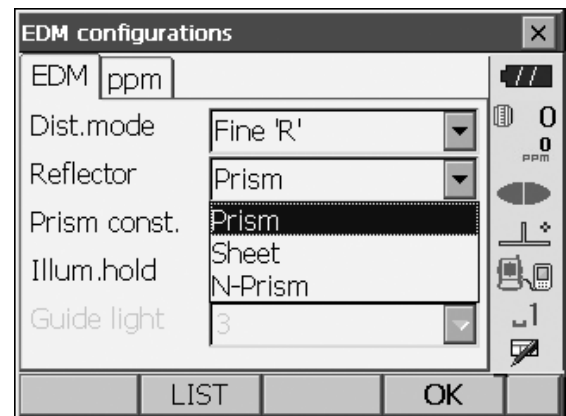 EDM configurations
EDM ppm
Dist.mode Fine 'R'
0
0
PPM
Reflector Prism
Prism const. Prism
Sheet
Illum.hold
N-Prism
Guide light 3
1
LIST OK